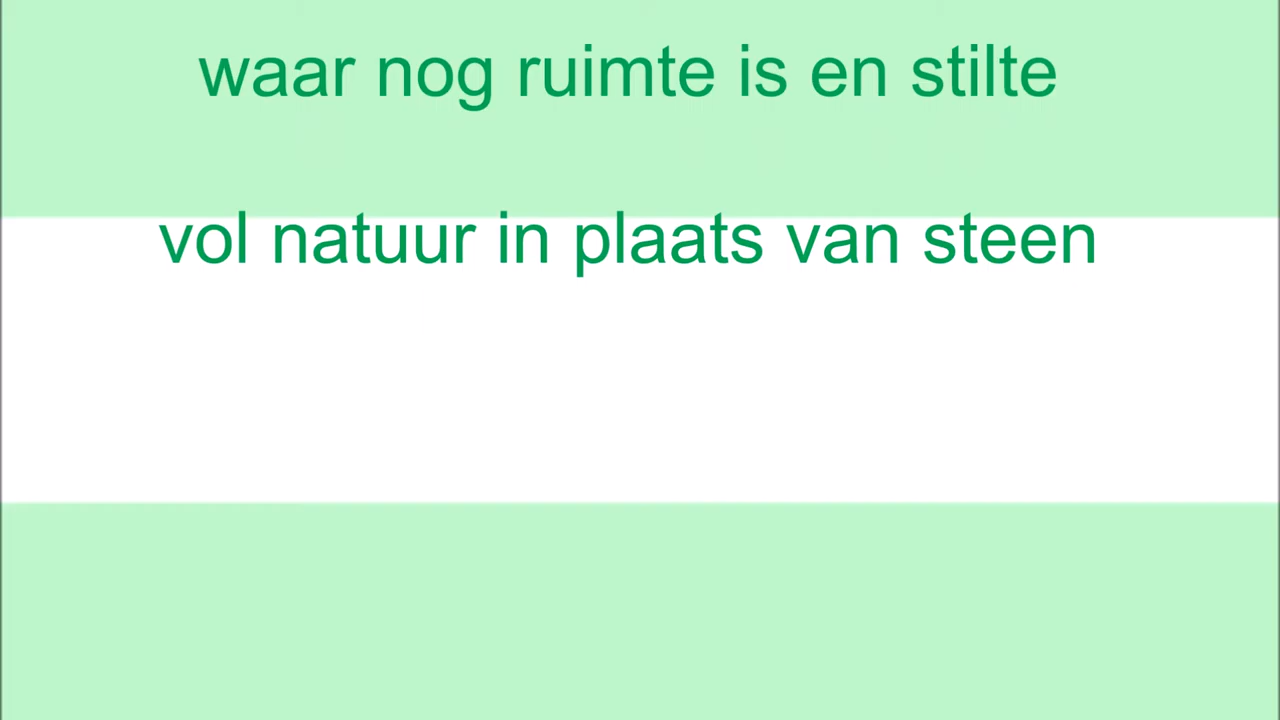 waar nog ruimte is en stilte
vol natuur in plaats van steen